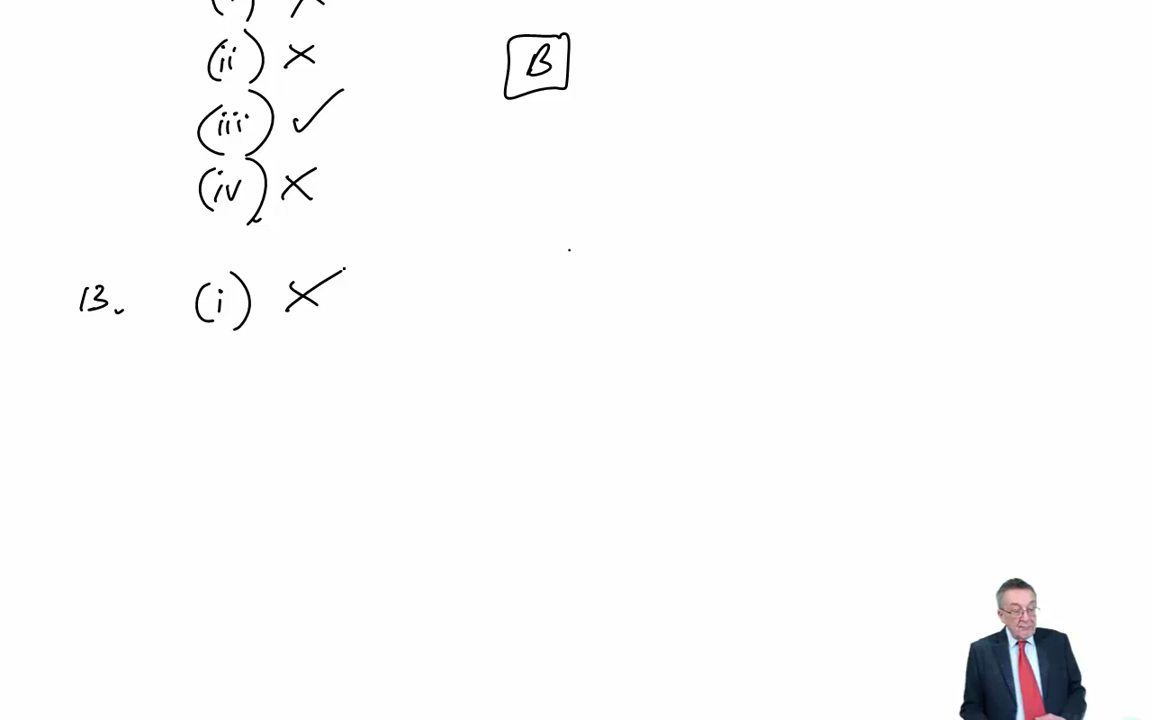 (ii) ×
B
(iii) ✓
(iv) ×
13. (i) ×